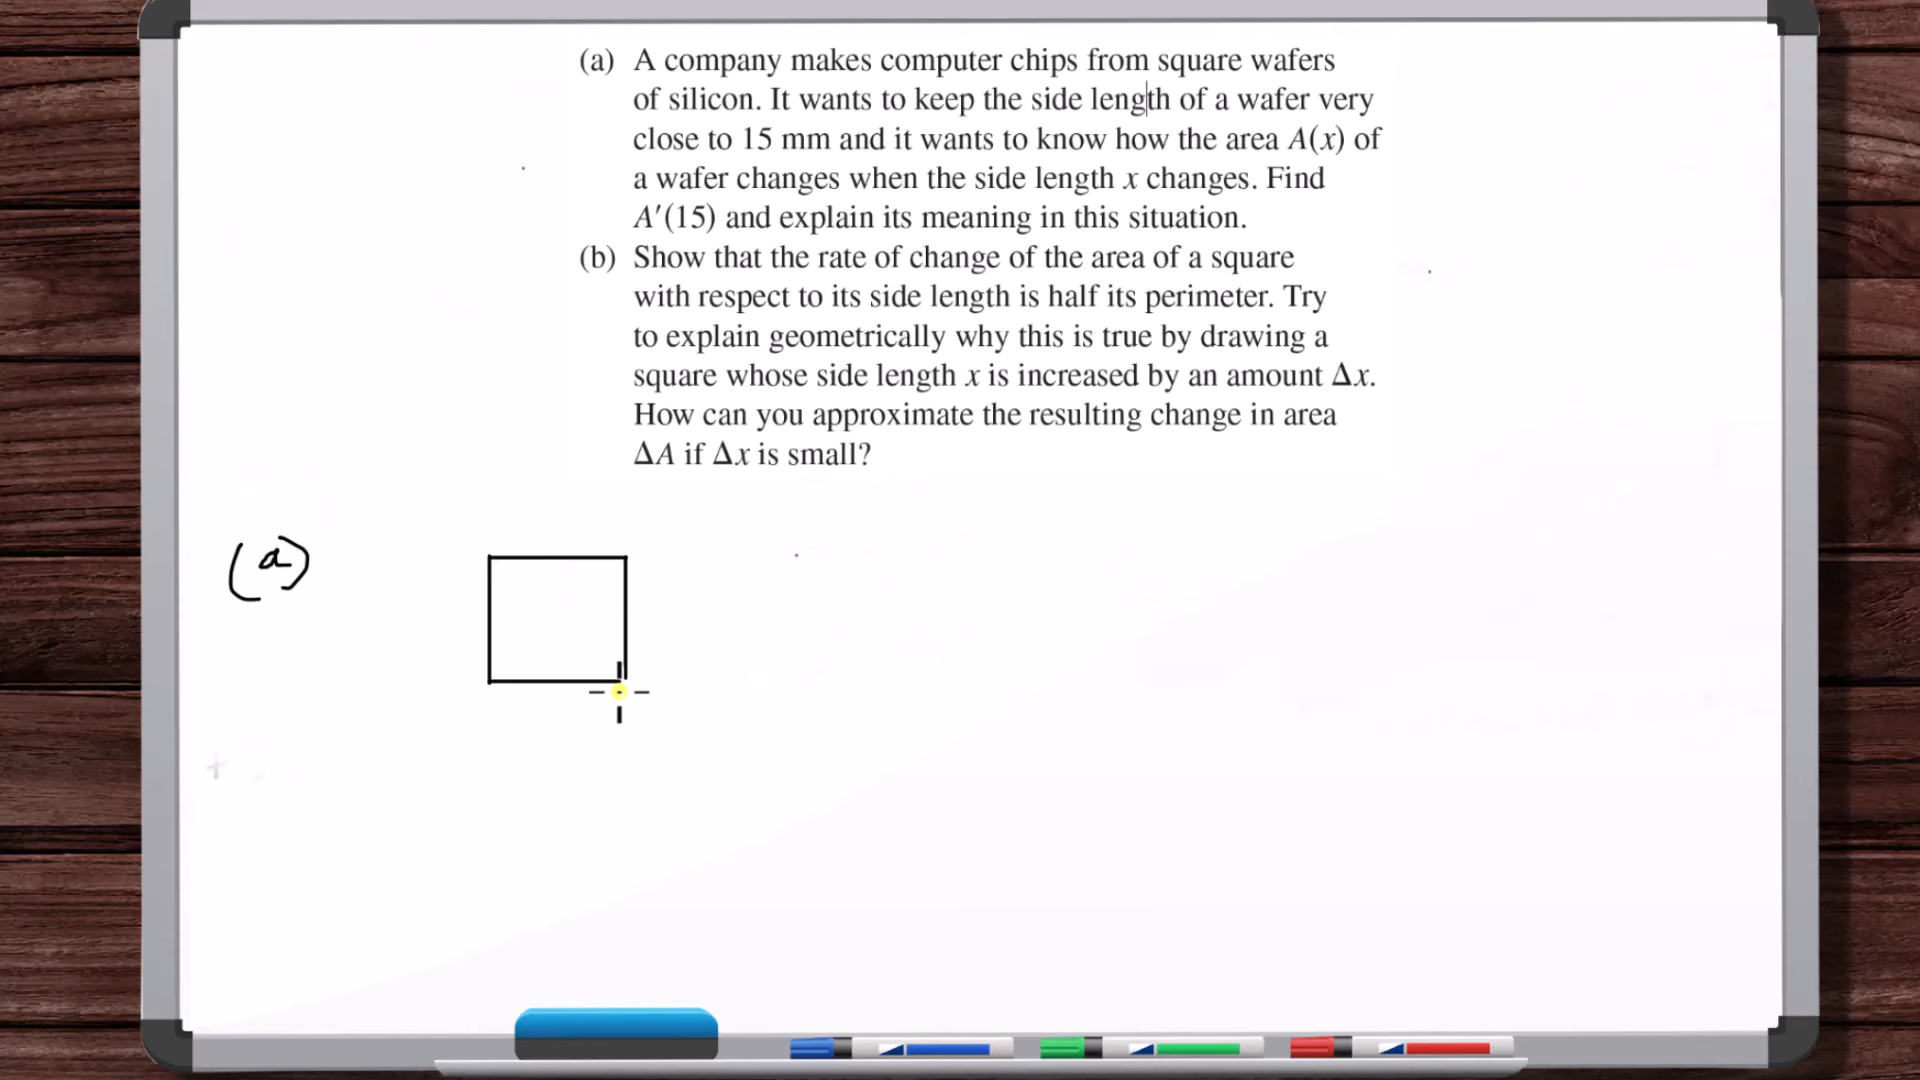 (a) A company makes computer chips from square wafers
of silicon. It wants to keep the side length of a wafer very
close to 15 mm and it wants to know how the area A(x) of
a wafer changes when the side length x changes. Find
A′(15) and explain its meaning in this situation.
(b) Show that the rate of change of the area of a square
with respect to its side length is half its perimeter. Try
to explain geometrically why this is true by drawing a
square whose side length x is increased by an amount Δx.
How can you approximate the resulting change in area
ΔA if Δx is small?
(a)